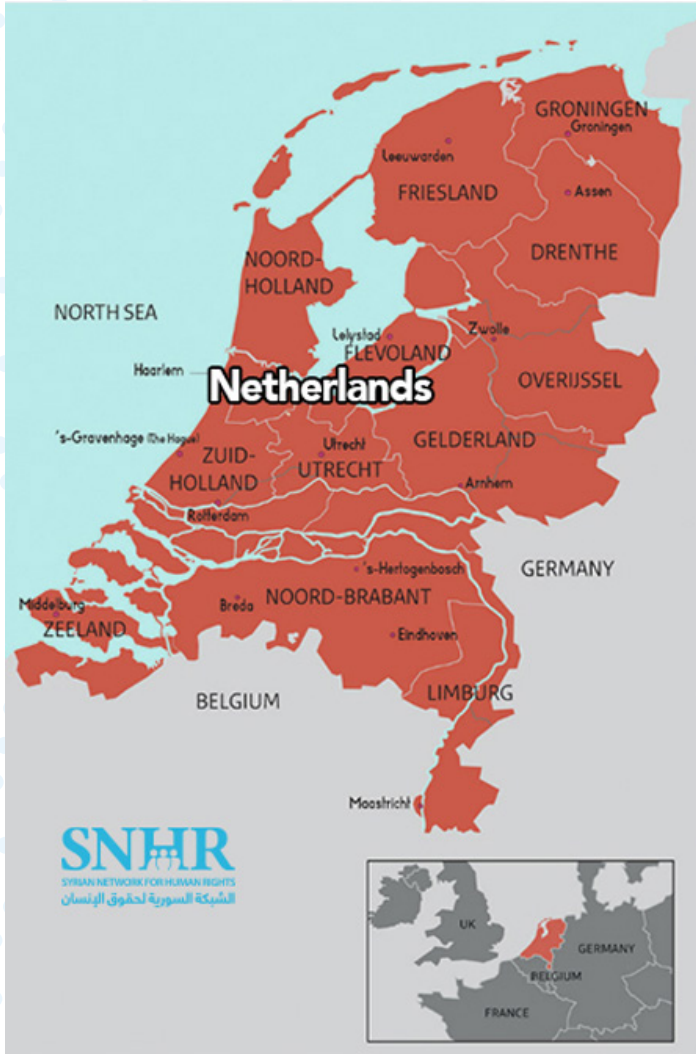 GRONINGEN
Groningen
Leeuwarden
FRIESLAND
Assen
DRENTHE
NOORD-
HOLLAND
NORTH SEA
Lelystad
FLEVOLAND
Zwolle
Haarlem
Netherlands
OVERIJSSEL
's-Gravenhage (The Hague)
ZUID-
HOLLAND
Utrecht
UTRECHT
GELDERLAND
Arnhem
Rotterdam
GERMANY
's-Hertogenbosch
Middelburg
ZEELAND
Breda
NOORD-BRABANT
Eindhoven
BELGIUM
LIMBURG
Maastricht
SNHR
SYRIAN NETWORK FOR HUMAN RIGHTS
الشبكة السورية لحقوق الإنسان
UK
GERMANY
BELGIUM
FRANCE